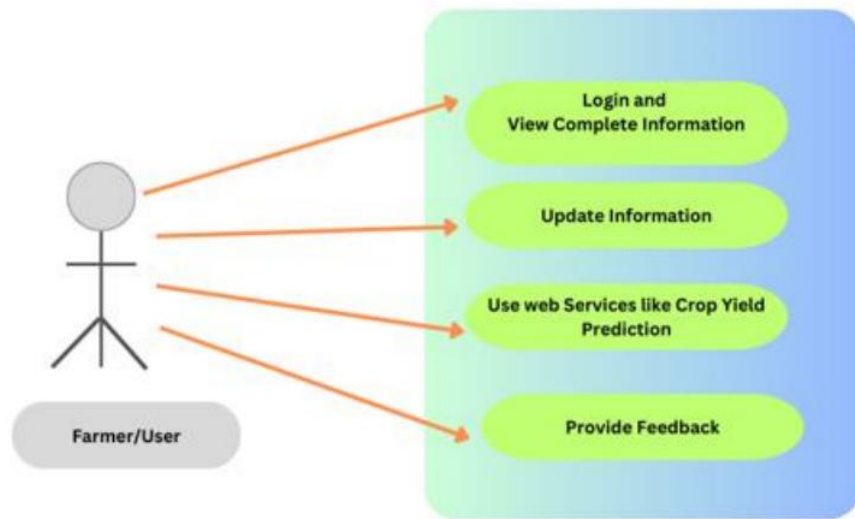 Login and
View Complete Information
Update Information
Use web Services like Crop Yield
Prediction
Provide Feedback
Farmer/User